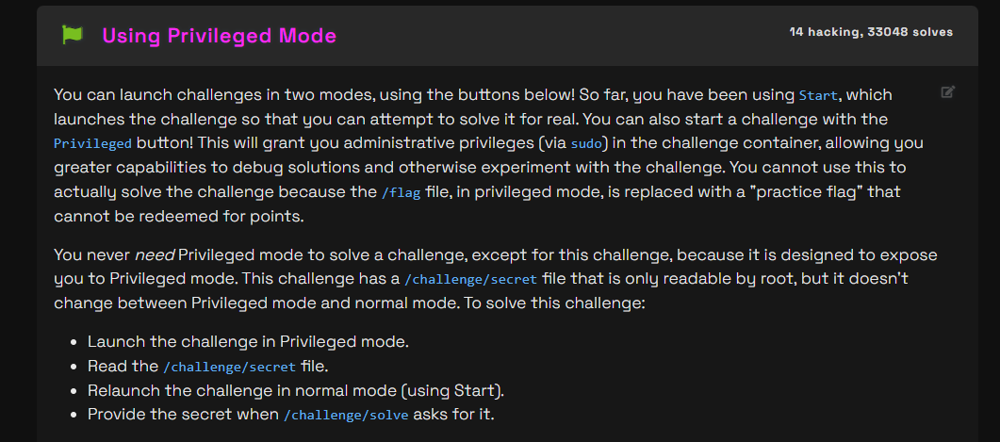 Using Privileged Mode
14 hacking, 33048 solves
You can launch challenges in two modes, using the buttons below! So far, you have been using Start, which
launches the challenge so that you can attempt to solve it for real. You can also start a challenge with the
Privileged button! This will grant you administrative privileges (via sudo) in the challenge container, allowing you
greater capabilities to debug solutions and otherwise experiment with the challenge. You cannot use this to
actually solve the challenge because the /flag file, in privileged mode, is replaced with a "practice flag" that
cannot be redeemed for points.
You never need Privileged mode to solve a challenge, except for this challenge, because it is designed to expose
you to Privileged mode. This challenge has a /challenge/secret file that is only readable by root, but it doesn't
change between Privileged mode and normal mode. To solve this challenge:
• Launch the challenge in Privileged mode.
• Read the /challenge/secret file.
• Relaunch the challenge in normal mode (using Start).
• Provide the secret when /challenge/solve asks for it.